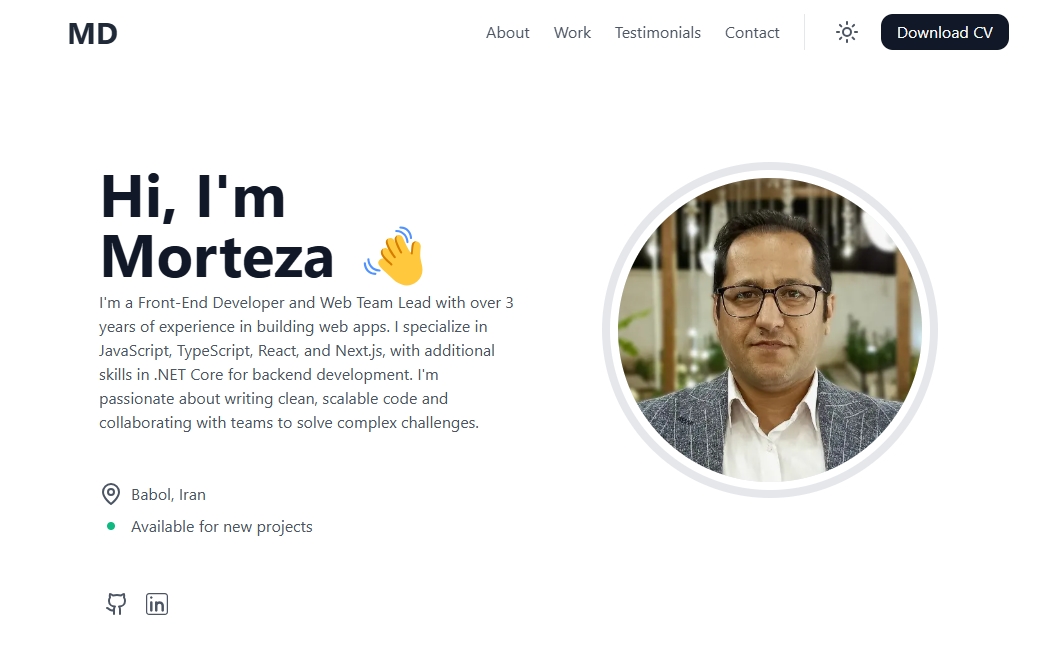 MD
About
Work
Testimonials
Contact
Download CV
Hi, I'm
Morteza
I'm a Front-End Developer and Web Team Lead with over 3
years of experience in building web apps. I specialize in
JavaScript, TypeScript, React, and Next.js, with additional
skills in .NET Core for backend development. I'm
passionate about writing clean, scalable code and
collaborating with teams to solve complex challenges.
Babol, Iran
Available for new projects
in